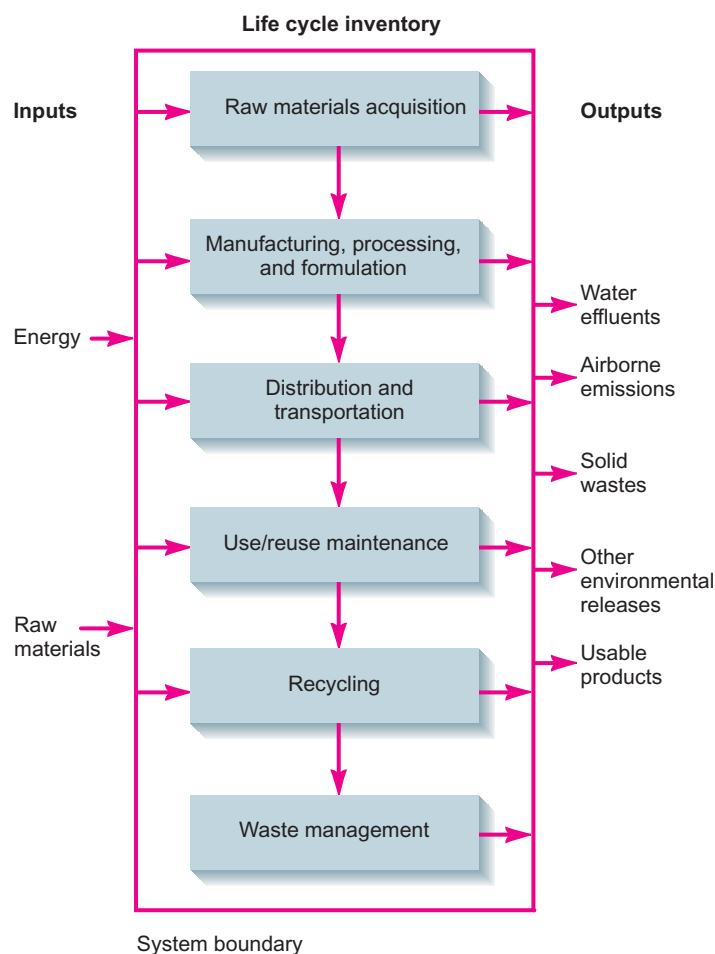 Life cycle inventory
Inputs
Outputs
Raw materials acquisition
Manufacturing, processing,
and formulation
Water
effluents
Energy
Airborne
emissions
Distribution and
transportation
Solid
wastes
Use/reuse maintenance
Other
environmental
releases
Raw
materials
Usable
products
Recycling
Waste management
System boundary